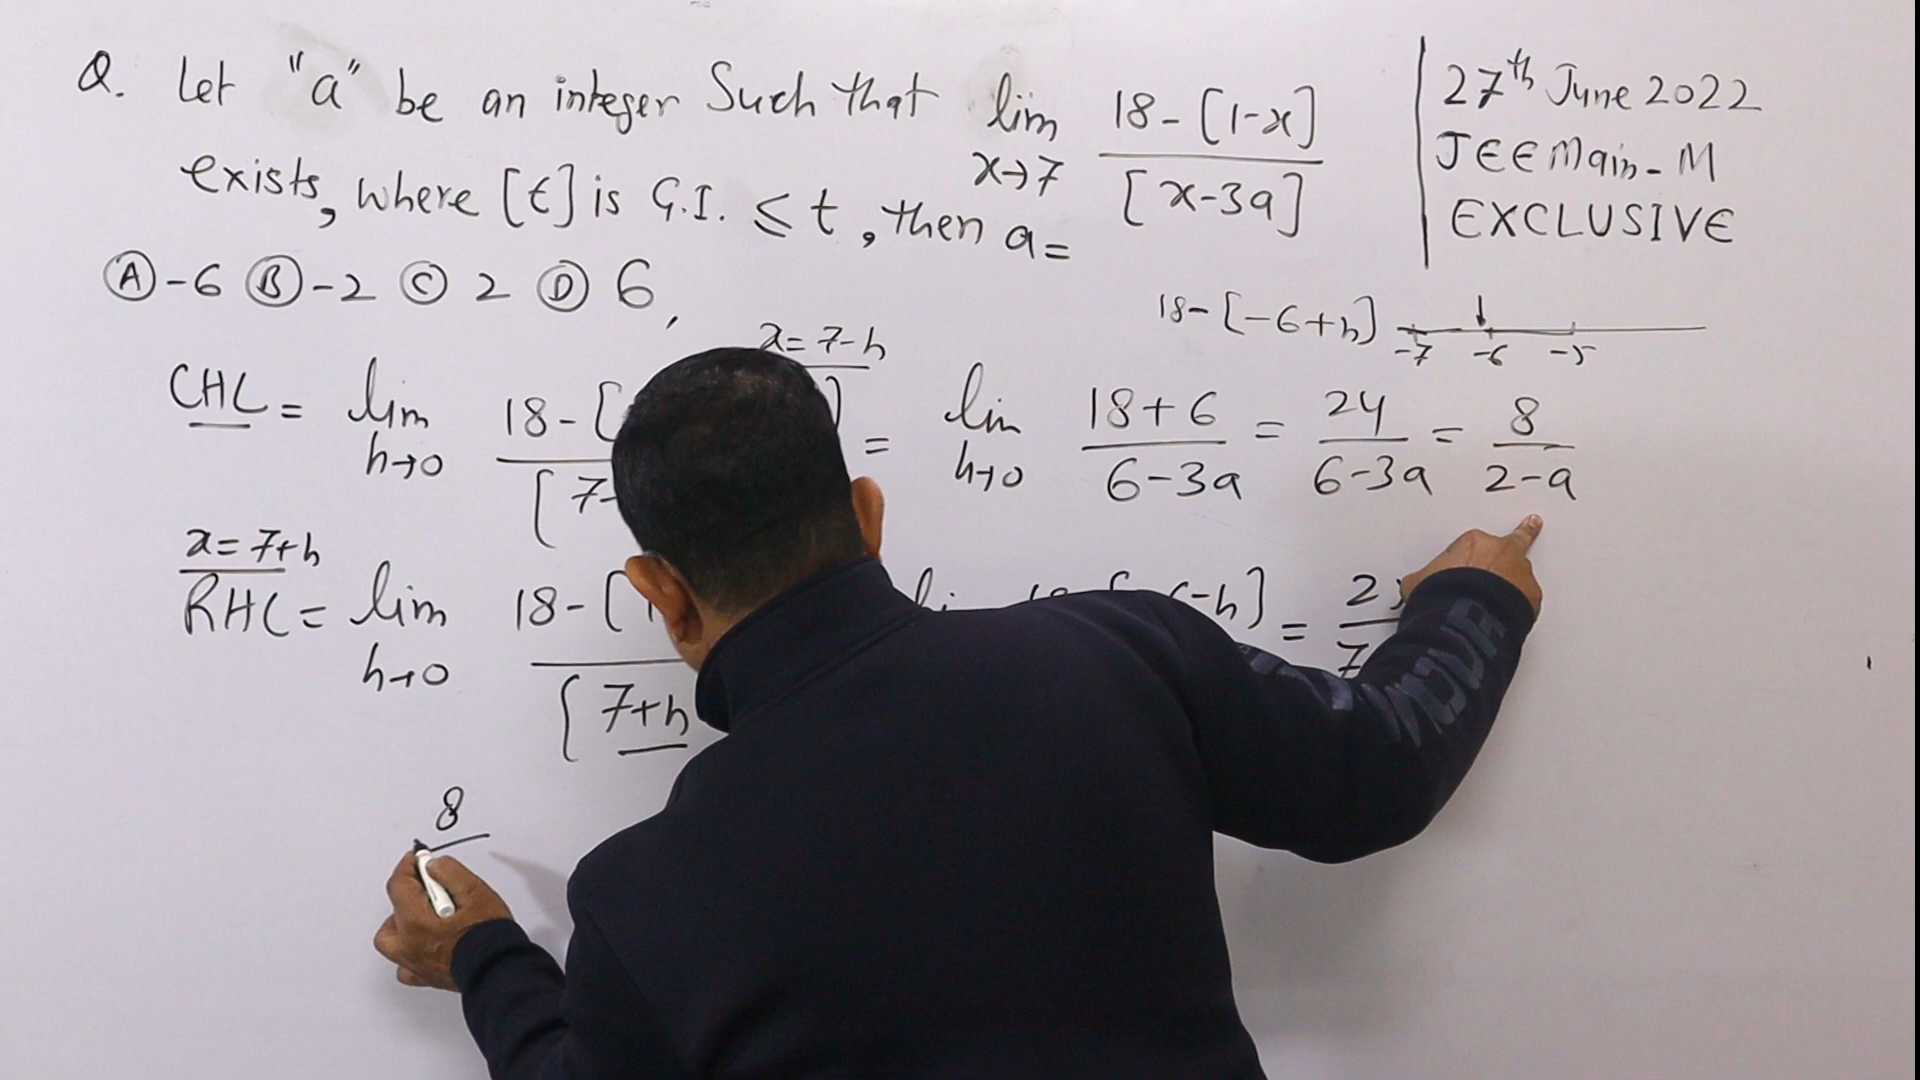 Q. Let "a" be an integer Such that lim x→7 18-[1-x] / [x-3a]
exists, where [t] is G.I. ≤ t, then a=
Ⓐ -6 Ⓑ -2 Ⓒ 2 Ⓓ 6,
27th June 2022
JEE Main - M
EXCLUSIVE
18-[-6+h] -7 -6 -5
x=7-h
LHL = lim h→0 18-[ ] / [7- = lim h→0 18+6 / 6-3a = 24 / 6-3a = 8 / 2-a
x=7+h
RHL = lim h→0 18-[1 / [7+h -h] = 2 / 7
8